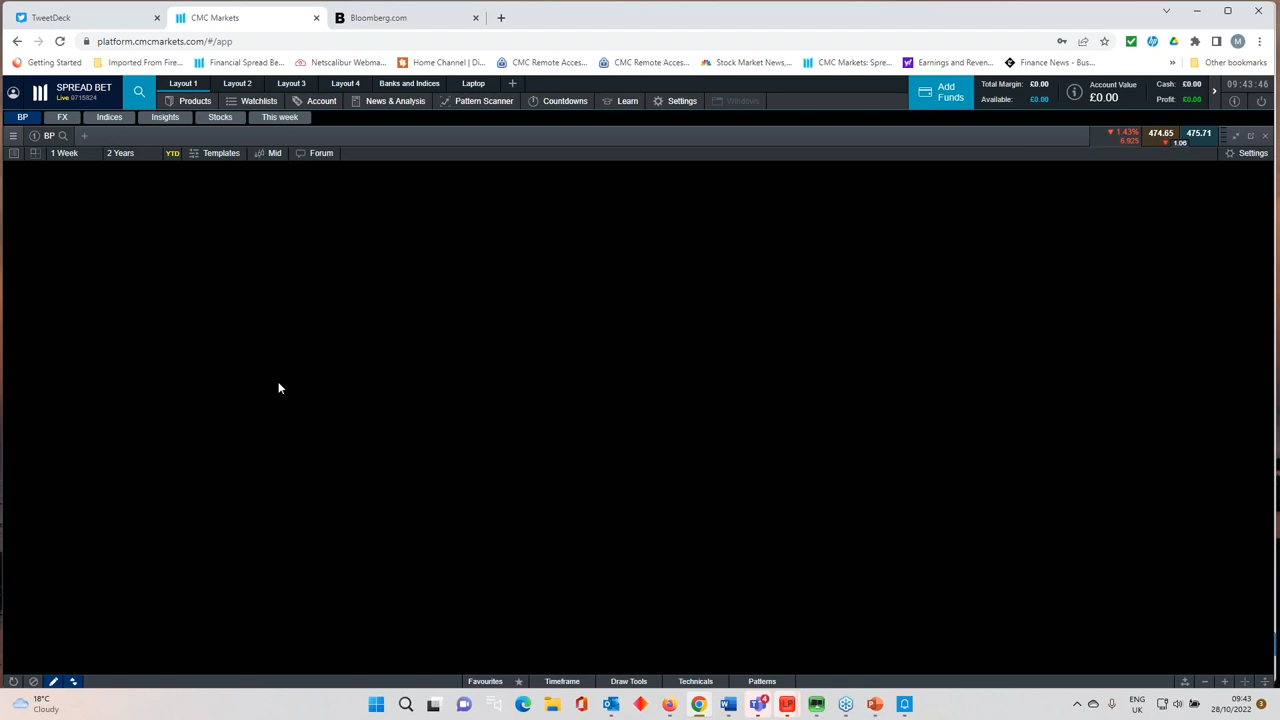 TweetDeck
CMC Markets
Bloomberg.com
platform.cmcmarkets.com/#/app
Getting Started
Imported From Fire...
Financial Spread Be...
Netscalibur Webma...
Home Channel | Di...
CMC Remote Acces...
CMC Remote Acces...
Stock Market News,...
CMC Markets: Spre...
Earnings and Reven...
Finance News - Bus...
Other bookmarks
SPREAD BET
Live 9715824
Layout 1
Layout 2
Layout 3
Layout 4
Banks and Indices
Laptop
Products
Watchlists
Account
News & Analysis
Pattern Scanner
Countdowns
Learn
Settings
Windows
Add Funds
Total Margin: £0.00
Available: £0.00
Account Value
£0.00
Cash: £0.00
Profit: £0.00
09:43:46
BP
FX
Indices
Insights
Stocks
This week
1
BP
1.43%
6.925
474.65
475.71
1.06
1 Week
2 Years
YTD
Templates
Mid
Forum
Settings
Favourites
Timeframe
Draw Tools
Technicals
Patterns
18°C
Cloudy
ENG
UK
09:43
28/10/2022